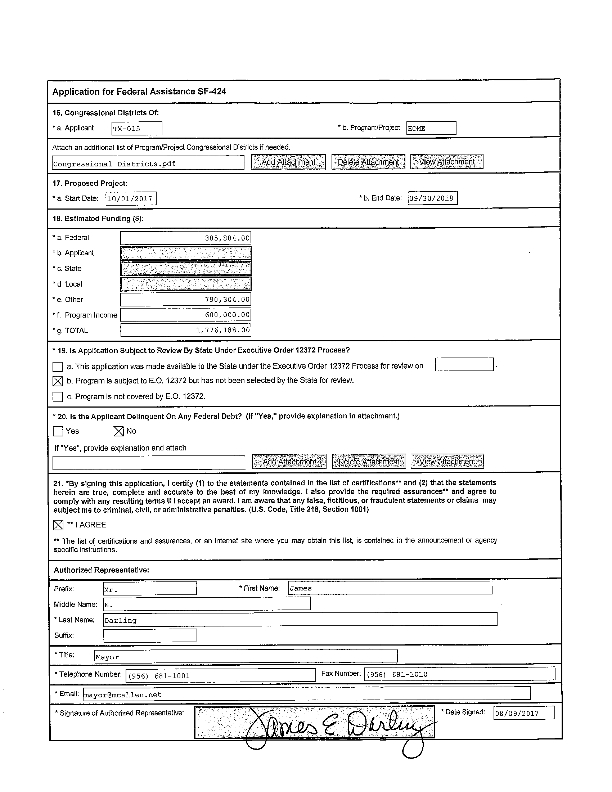 Application for Federal Assistance SF-424
16. Congressional Districts Of:
* a. Applicant TX-015 * b. Program/Project HOME
Attach an additional list of Program/Project Congressional Districts if needed.
Congressional Districts.pdf Add Attachment Delete Attachment View Attachment
17. Proposed Project:
* a. Start Date: 10/01/2017 * b. End Date: 09/30/2018
18. Estimated Funding ($):
* a. Federal
* b. Applicant
* c. State
* d. Local
* e. Other
* f. Program Income 600,000.00
* g. TOTAL
* 19. Is Application Subject to Review By State Under Executive Order 12372 Process?
a. This application was made available to the State under the Executive Order 12372 Process for review on .
b. Program is subject to E.O. 12372 but has not been selected by the State for review.
c. Program is not covered by E.O. 12372.
* 20. Is the Applicant Delinquent On Any Federal Debt? (If "Yes," provide explanation in attachment.)
Yes No
If "Yes", provide explanation and attach
Add Attachment Delete Attachment View Attachment
21. *By signing this application, I certify (1) to the statements contained in the list of certifications** and (2) that the statements
herein are true, complete and accurate to the best of my knowledge. I also provide the required assurances** and agree to
comply with any resulting terms if I accept an award. I am aware that any false, fictitious, or fraudulent statements or claims may
subject me to criminal, civil, or administrative penalties. (U.S. Code, Title 218, Section 1001)
** I AGREE
** The list of certifications and assurances, or an internet site where you may obtain this list, is contained in the announcement or agency
specific instructions.
Authorized Representative:
Prefix: Mr. * First Name: James
Middle Name: E.
* Last Name: Darling
Suffix:
* Title: Mayor
* Telephone Number: (956) 681-1001 Fax Number: (956) 681-1010
* Email: mayor@mcallen.net
* Signature of Authorized Representative: James E. Darling * Date Signed: 08/09/2017